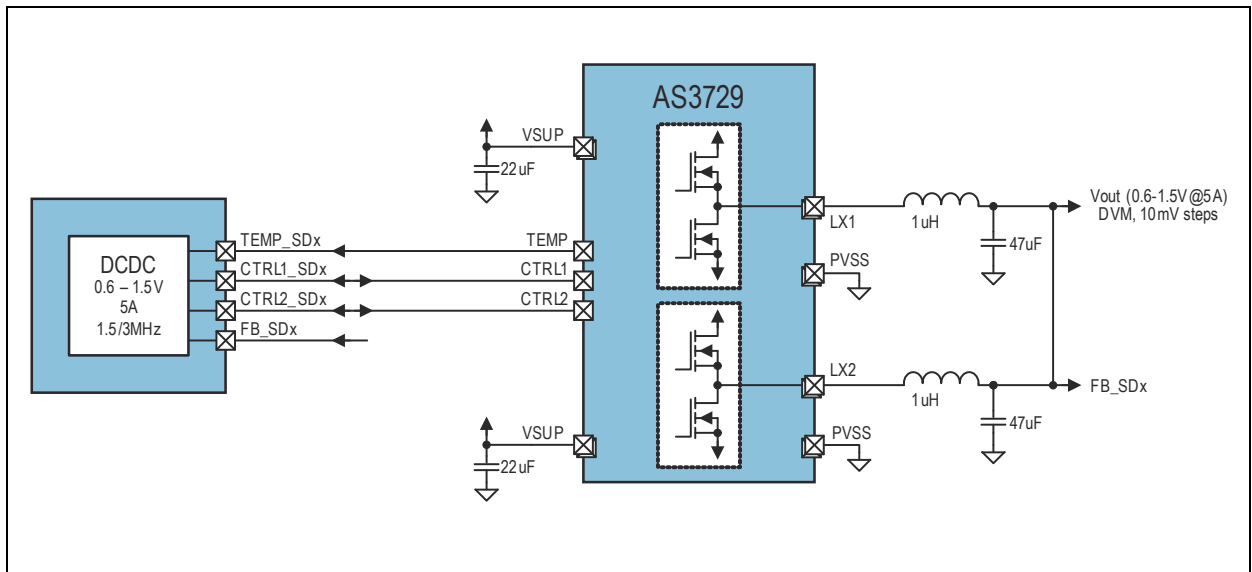 AS3729
VSUP
22uF
TEMP_SDx
CTRL1_SDx
CTRL2_SDx
FB_SDx
DCDC
0.6 – 1.5V
5A
1.5/3MHz
TEMP
CTRL1
CTRL2
VSUP
22uF
LX1
PVSS
LX2
PVSS
1uH
47uF
1uH
47uF
Vout (0.6-1.5V@5A)
DVM, 10mV steps
FB_SDx